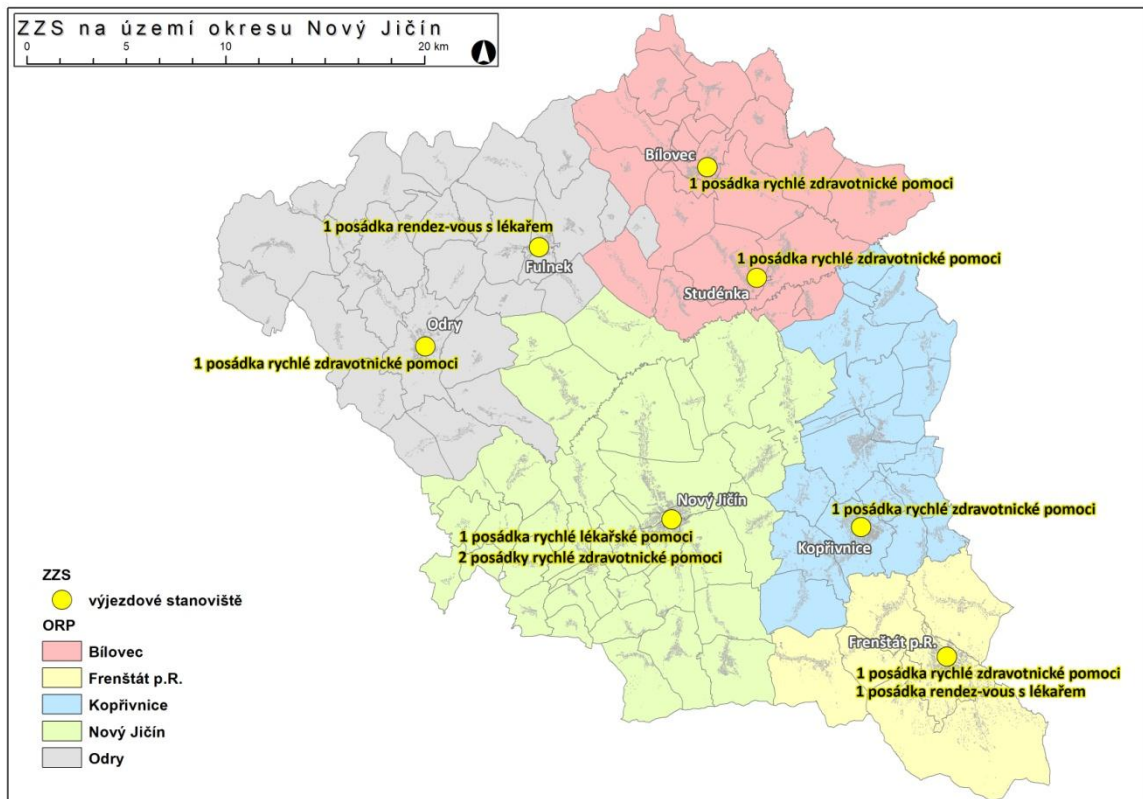 ZZS na území okresu Nový Jičín
0 5 10 20 km
Bílovec
1 posádka rychlé zdravotnické pomoci
1 posádka rendez-vous s lékařem
Fulnek
1 posádka rychlé zdravotnické pomoci
Studénka
Odry
1 posádka rychlé zdravotnické pomoci
Nový Jičín
1 posádka rychlé lékařské pomoci
2 posádky rychlé zdravotnické pomoci
1 posádka rychlé zdravotnické pomoci
Kopřivnice
Frenštát p.R.
1 posádka rychlé zdravotnické pomoci
1 posádka rendez-vous s lékařem
ZZS
výjezdové stanoviště
ORP
Bílovec
Frenštát p.R.
Kopřivnice
Nový Jičín
Odry